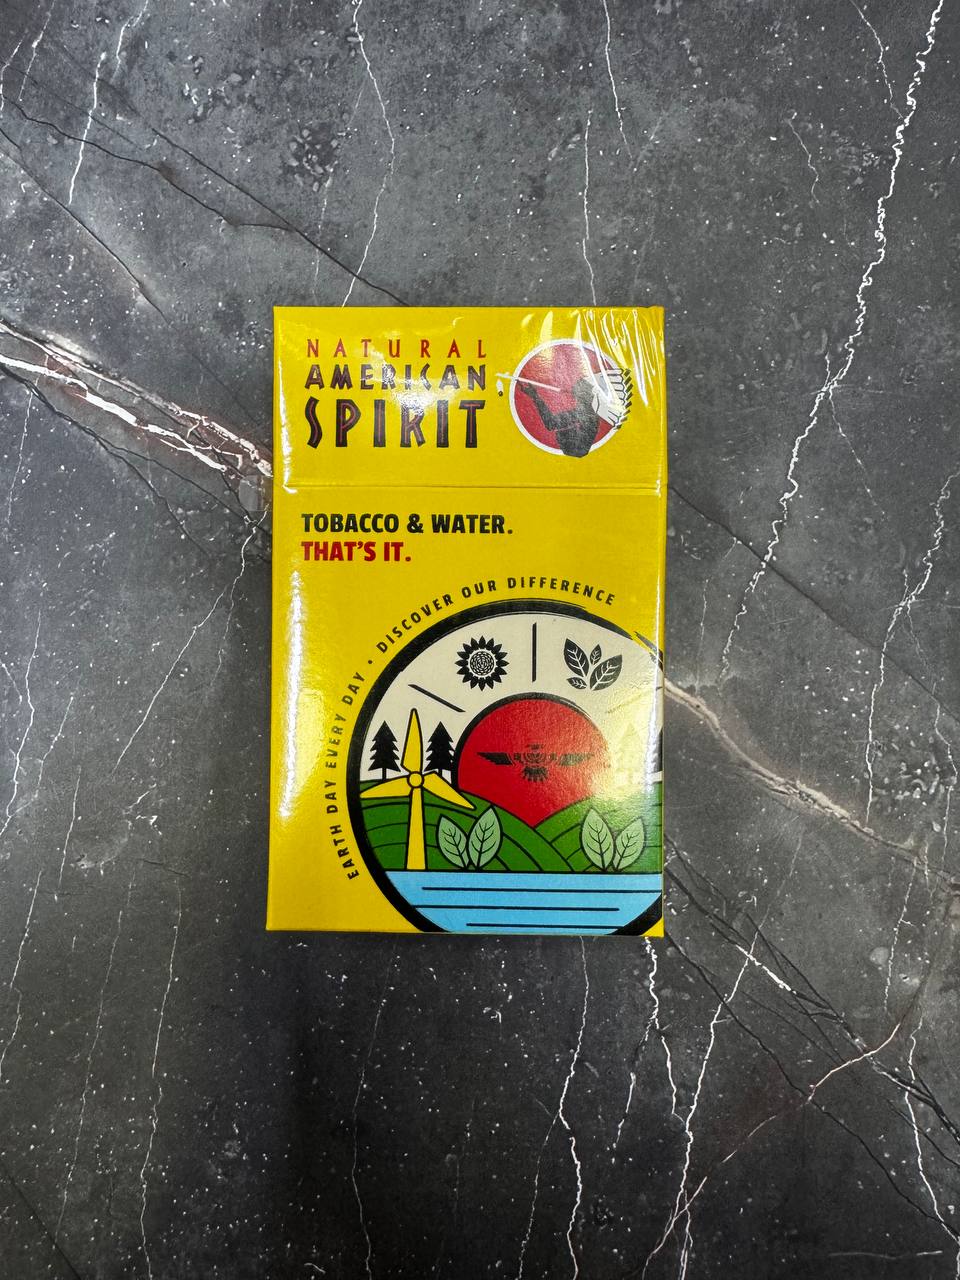 NATURAL
AMERICAN
SPIRIT
TOBACCO & WATER.
THAT'S IT.
EARTH DAY EVERY DAY • DISCOVER OUR DIFFERENCE